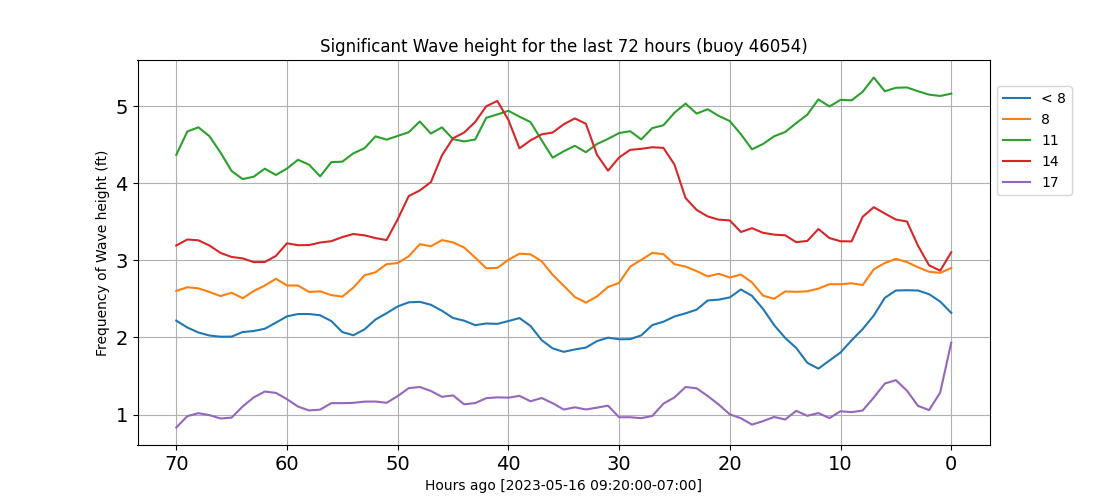 Significant Wave height for the last 72 hours (buoy 46054)
Frequency of Wave height (ft)
5
4
3
2
1
70 60 50 40 30 20 10 0
Hours ago [2023-05-16 09:20:00-07:00]
< 8
8
11
14
17